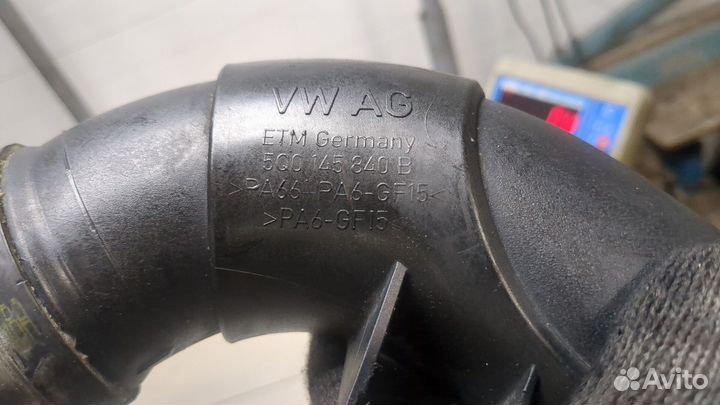 VW AG
ETM Germany
5Q0 145 840 B
>PA66+PA6-GF15<
>PA6-GF15<
Avito